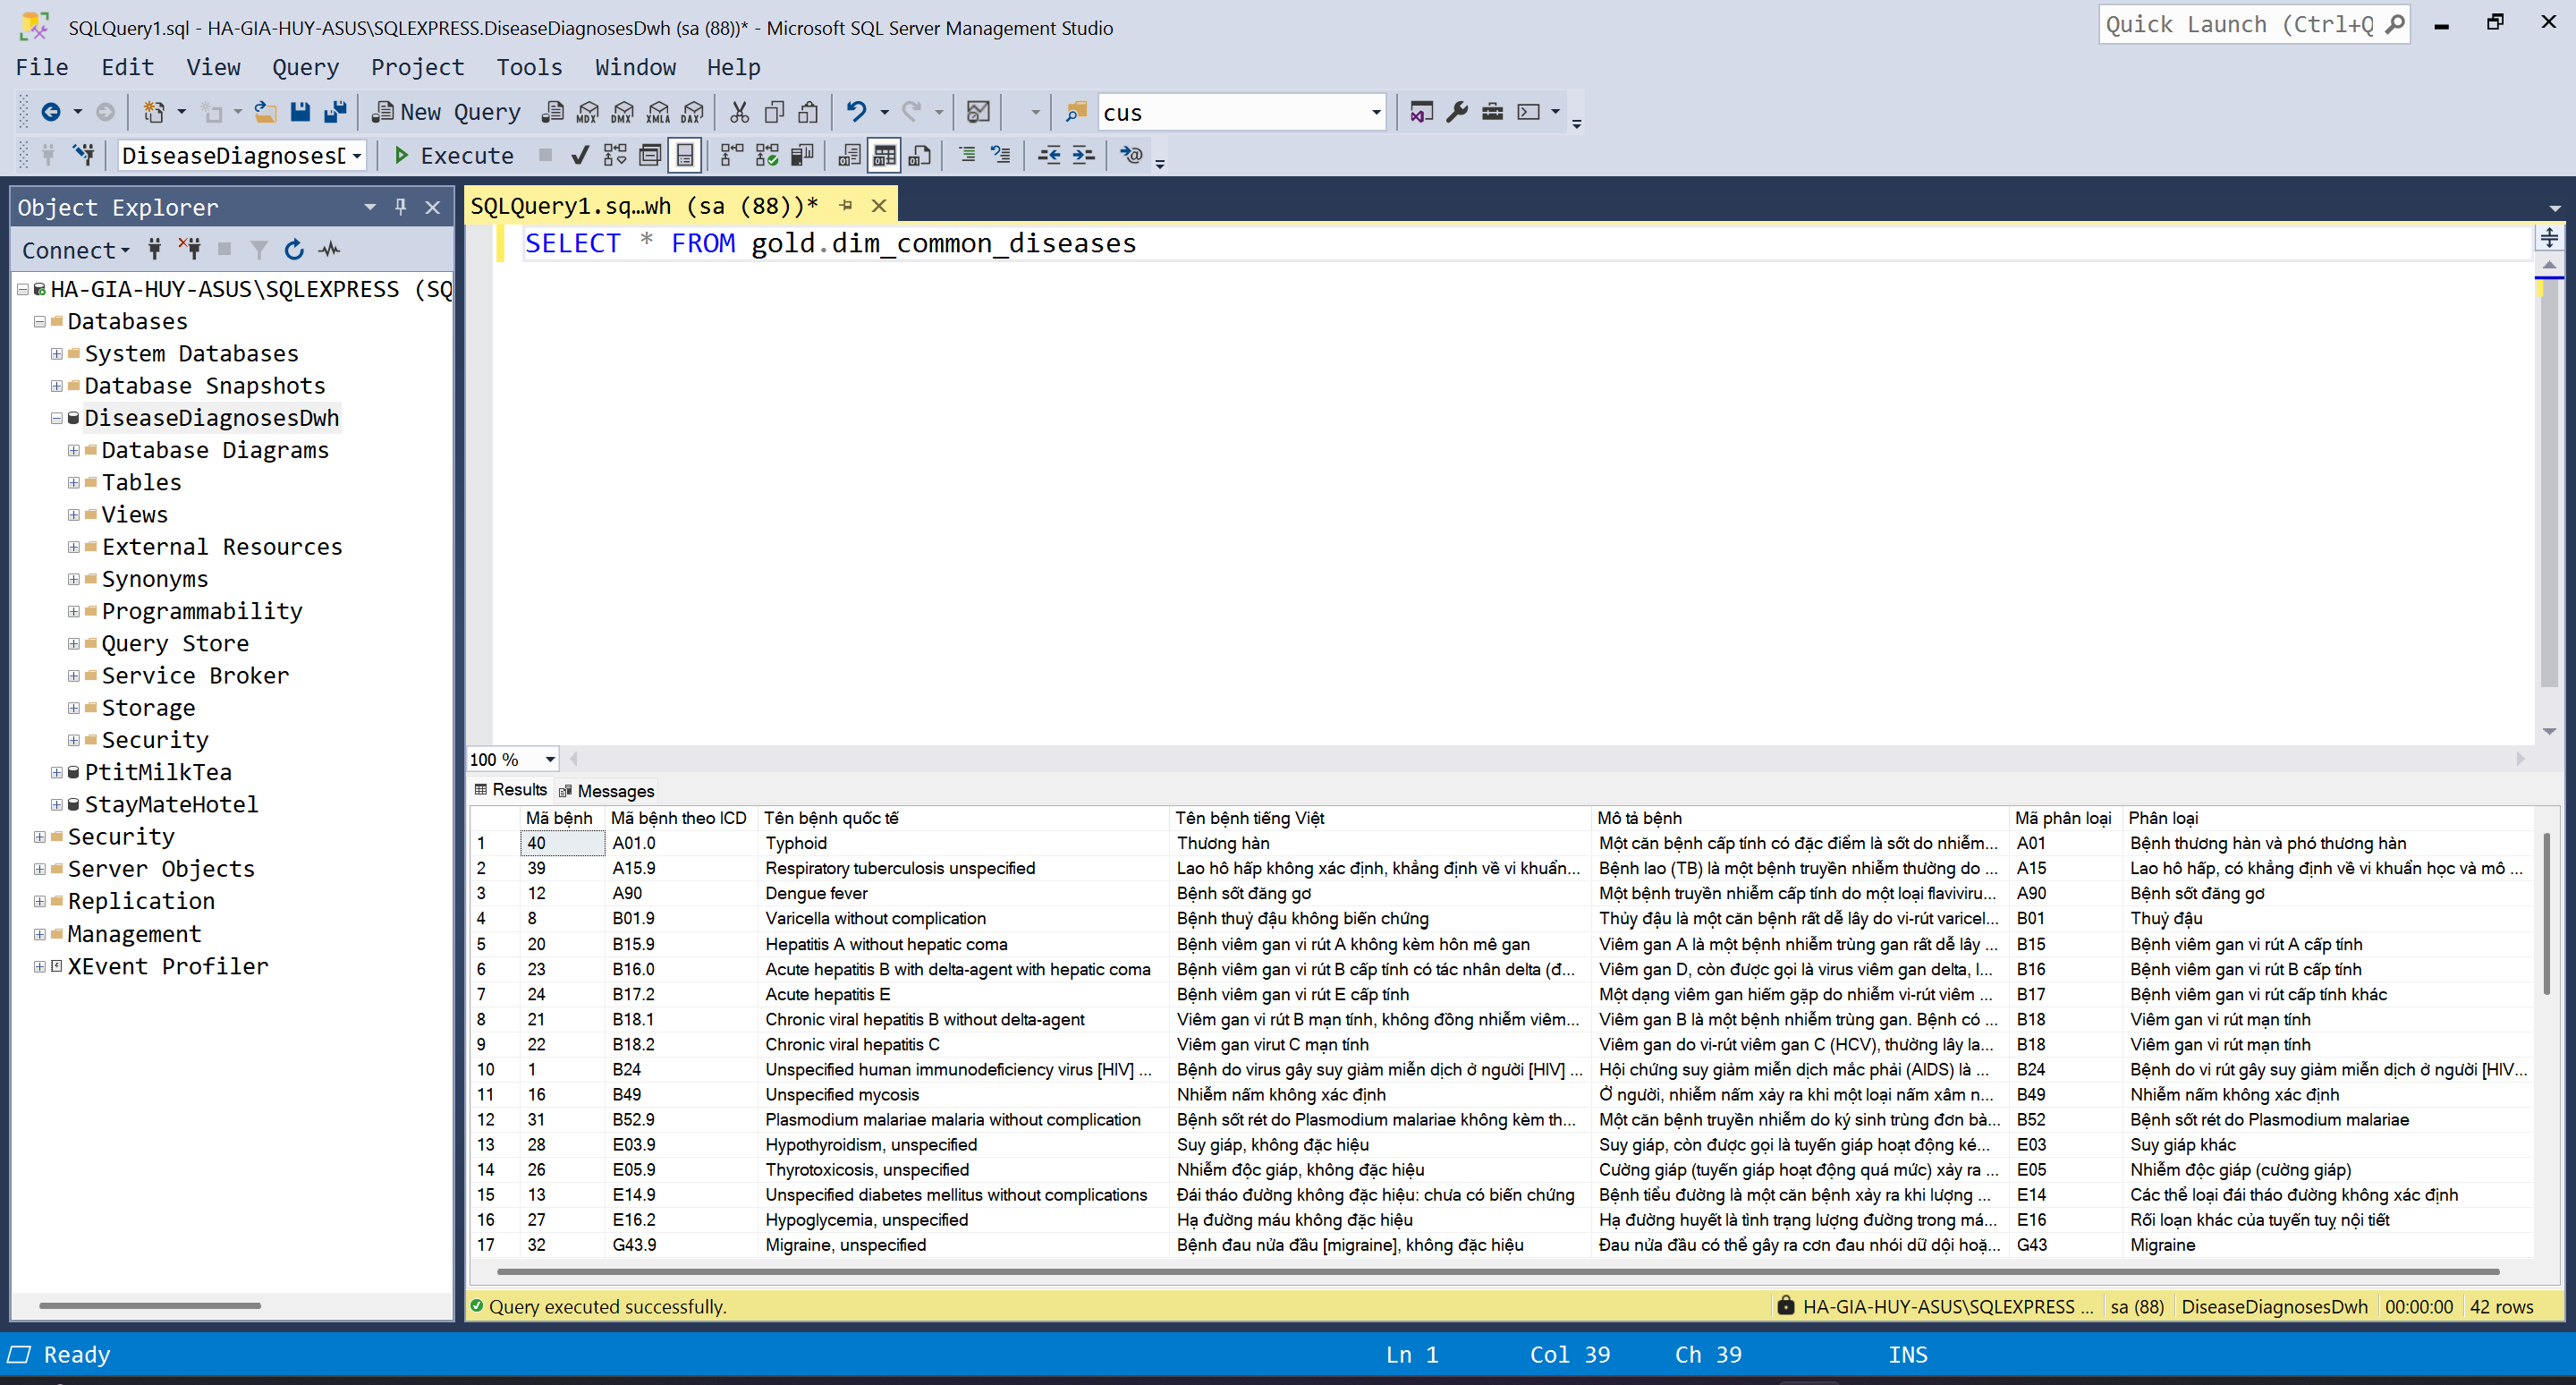 SQLQuery1.sql - HA-GIA-HUY-ASUS\SQLEXPRESS.DiseaseDiagnosesDwh (sa (88))* - Microsoft SQL Server Management Studio
Quick Launch (Ctrl+Q
File Edit View Query Project Tools Window Help
New Query MDX DMX XMLA DAX cus
DiseaseDiagnosesD Execute
Object Explorer
Connect
HA-GIA-HUY-ASUS\SQLEXPRESS (SQ
Databases
System Databases
Database Snapshots
DiseaseDiagnosesDwh
Database Diagrams
Tables
Views
External Resources
Synonyms
Programmability
Query Store
Service Broker
Storage
Security
PtitMilkTea
StayMateHotel
Security
Server Objects
Replication
Management
XEvent Profiler
SQLQuery1.sq...wh (sa (88))*
SELECT * FROM gold.dim_common_diseases
100 %
Results Messages
Mã bệnh Mã bệnh theo ICD Tên bệnh quốc tế Tên bệnh tiếng Việt Mô tả bệnh Mã phân loại Phân loại
1 40 A01.0 Typhoid Thương hàn Một căn bệnh cấp tính có đặc điểm là sốt do nhiễm... A01 Bệnh thương hàn và phó thương hàn
2 39 A15.9 Respiratory tuberculosis unspecified Lao hô hấp không xác định, khẳng định về vi khuẩn... Bệnh lao (TB) là một bệnh truyền nhiễm thường do ... A15 Lao hô hấp, có khẳng định về vi khuẩn học và mô ...
3 12 A90 Dengue fever Bệnh sốt đăng gơ Một bệnh truyền nhiễm cấp tính do một loại flaviviru... A90 Bệnh sốt đăng gơ
4 8 B01.9 Varicella without complication Bệnh thuỷ đậu không biến chứng Thủy đậu là một căn bệnh rất dễ lây do vi-rút varicel... B01 Thuỷ đậu
5 20 B15.9 Hepatitis A without hepatic coma Bệnh viêm gan vi rút A không kèm hôn mê gan Viêm gan A là một bệnh nhiễm trùng gan rất dễ lây ... B15 Bệnh viêm gan vi rút A cấp tính
6 23 B16.0 Acute hepatitis B with delta-agent with hepatic coma Bệnh viêm gan vi rút B cấp tính có tác nhân delta (đ... Viêm gan D, còn được gọi là virus viêm gan delta, l... B16 Bệnh viêm gan vi rút B cấp tính
7 24 B17.2 Acute hepatitis E Bệnh viêm gan vi rút E cấp tính Một dạng viêm gan hiếm gặp do nhiễm vi-rút viêm ... B17 Bệnh viêm gan vi rút cấp tính khác
8 21 B18.1 Chronic viral hepatitis B without delta-agent Viêm gan vi rút B mạn tính, không đồng nhiễm viêm... Viêm gan B là một bệnh nhiễm trùng gan. Bệnh có ... B18 Viêm gan vi rút mạn tính
9 22 B18.2 Chronic viral hepatitis C Viêm gan virut C mạn tính Viêm gan do vi-rút viêm gan C (HCV), thường lây la... B18 Viêm gan vi rút mạn tính
10 1 B24 Unspecified human immunodeficiency virus [HIV] ... Bệnh do virus gây suy giảm miễn dịch ở người [HIV] ... Hội chứng suy giảm miễn dịch mắc phải (AIDS) là ... B24 Bệnh do vi rút gây suy giảm miễn dịch ở người [HIV...
11 16 B49 Unspecified mycosis Nhiễm nấm không xác định Ở người, nhiễm nấm xảy ra khi một loại nấm xâm n... B49 Nhiễm nấm không xác định
12 31 B52.9 Plasmodium malariae malaria without complication Bệnh sốt rét do Plasmodium malariae không kèm th... Một căn bệnh truyền nhiễm do ký sinh trùng đơn bà... B52 Bệnh sốt rét do Plasmodium malariae
13 28 E03.9 Hypothyroidism, unspecified Suy giáp, không đặc hiệu Suy giáp, còn được gọi là tuyến giáp hoạt động ké... E03 Suy giáp khác
14 26 E05.9 Thyrotoxicosis, unspecified Nhiễm độc giáp, không đặc hiệu Cường giáp (tuyến giáp hoạt động quá mức) xảy ra ... E05 Nhiễm độc giáp (cường giáp)
15 13 E14.9 Unspecified diabetes mellitus without complications Đái tháo đường không đặc hiệu: chưa có biến chứng Bệnh tiểu đường là một căn bệnh xảy ra khi lượng ... E14 Các thể loại đái tháo đường không xác định
16 27 E16.2 Hypoglycemia, unspecified Hạ đường máu không đặc hiệu Hạ đường huyết là tình trạng lượng đường trong má... E16 Rối loạn khác của tuyến tuỵ nội tiết
17 32 G43.9 Migraine, unspecified Bệnh đau nửa đầu [migraine], không đặc hiệu Đau nửa đầu có thể gây ra cơn đau nhói dữ dội hoặ... G43 Migraine
Query executed successfully. HA-GIA-HUY-ASUS\SQLEXPRESS ... sa (88) DiseaseDiagnosesDwh 00:00:00 42 rows
Ready Ln 1 Col 39 Ch 39 INS